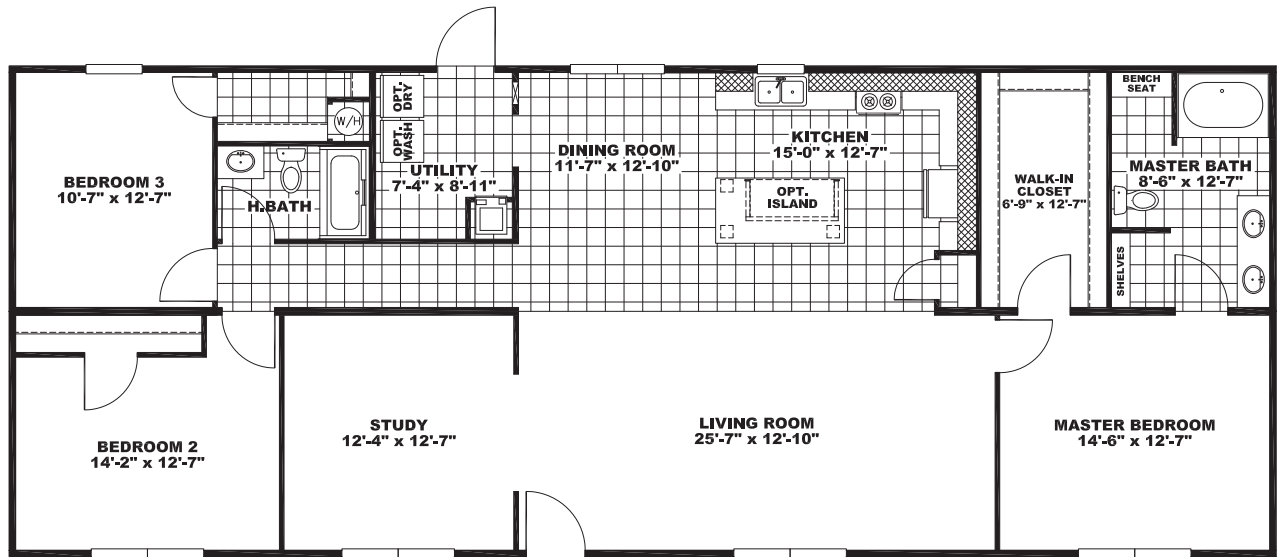 BEDROOM 3
10'-7" x 12'-7"
W/H
H.BATH
OPT.
DRY
OPT.
WASH
UTILITY
7'-4" x 8'-11"
DINING ROOM
11'-7" x 12'-10"
KITCHEN
15'-0" x 12'-7"
OPT.
ISLAND
WALK-IN
CLOSET
6'-9" x 12'-7"
BENCH
SEAT
MASTER BATH
8'-6" x 12'-7"
SHELVES
BEDROOM 2
14'-2" x 12'-7"
STUDY
12'-4" x 12'-7"
LIVING ROOM
25'-7" x 12'-10"
MASTER BEDROOM
14'-6" x 12'-7"